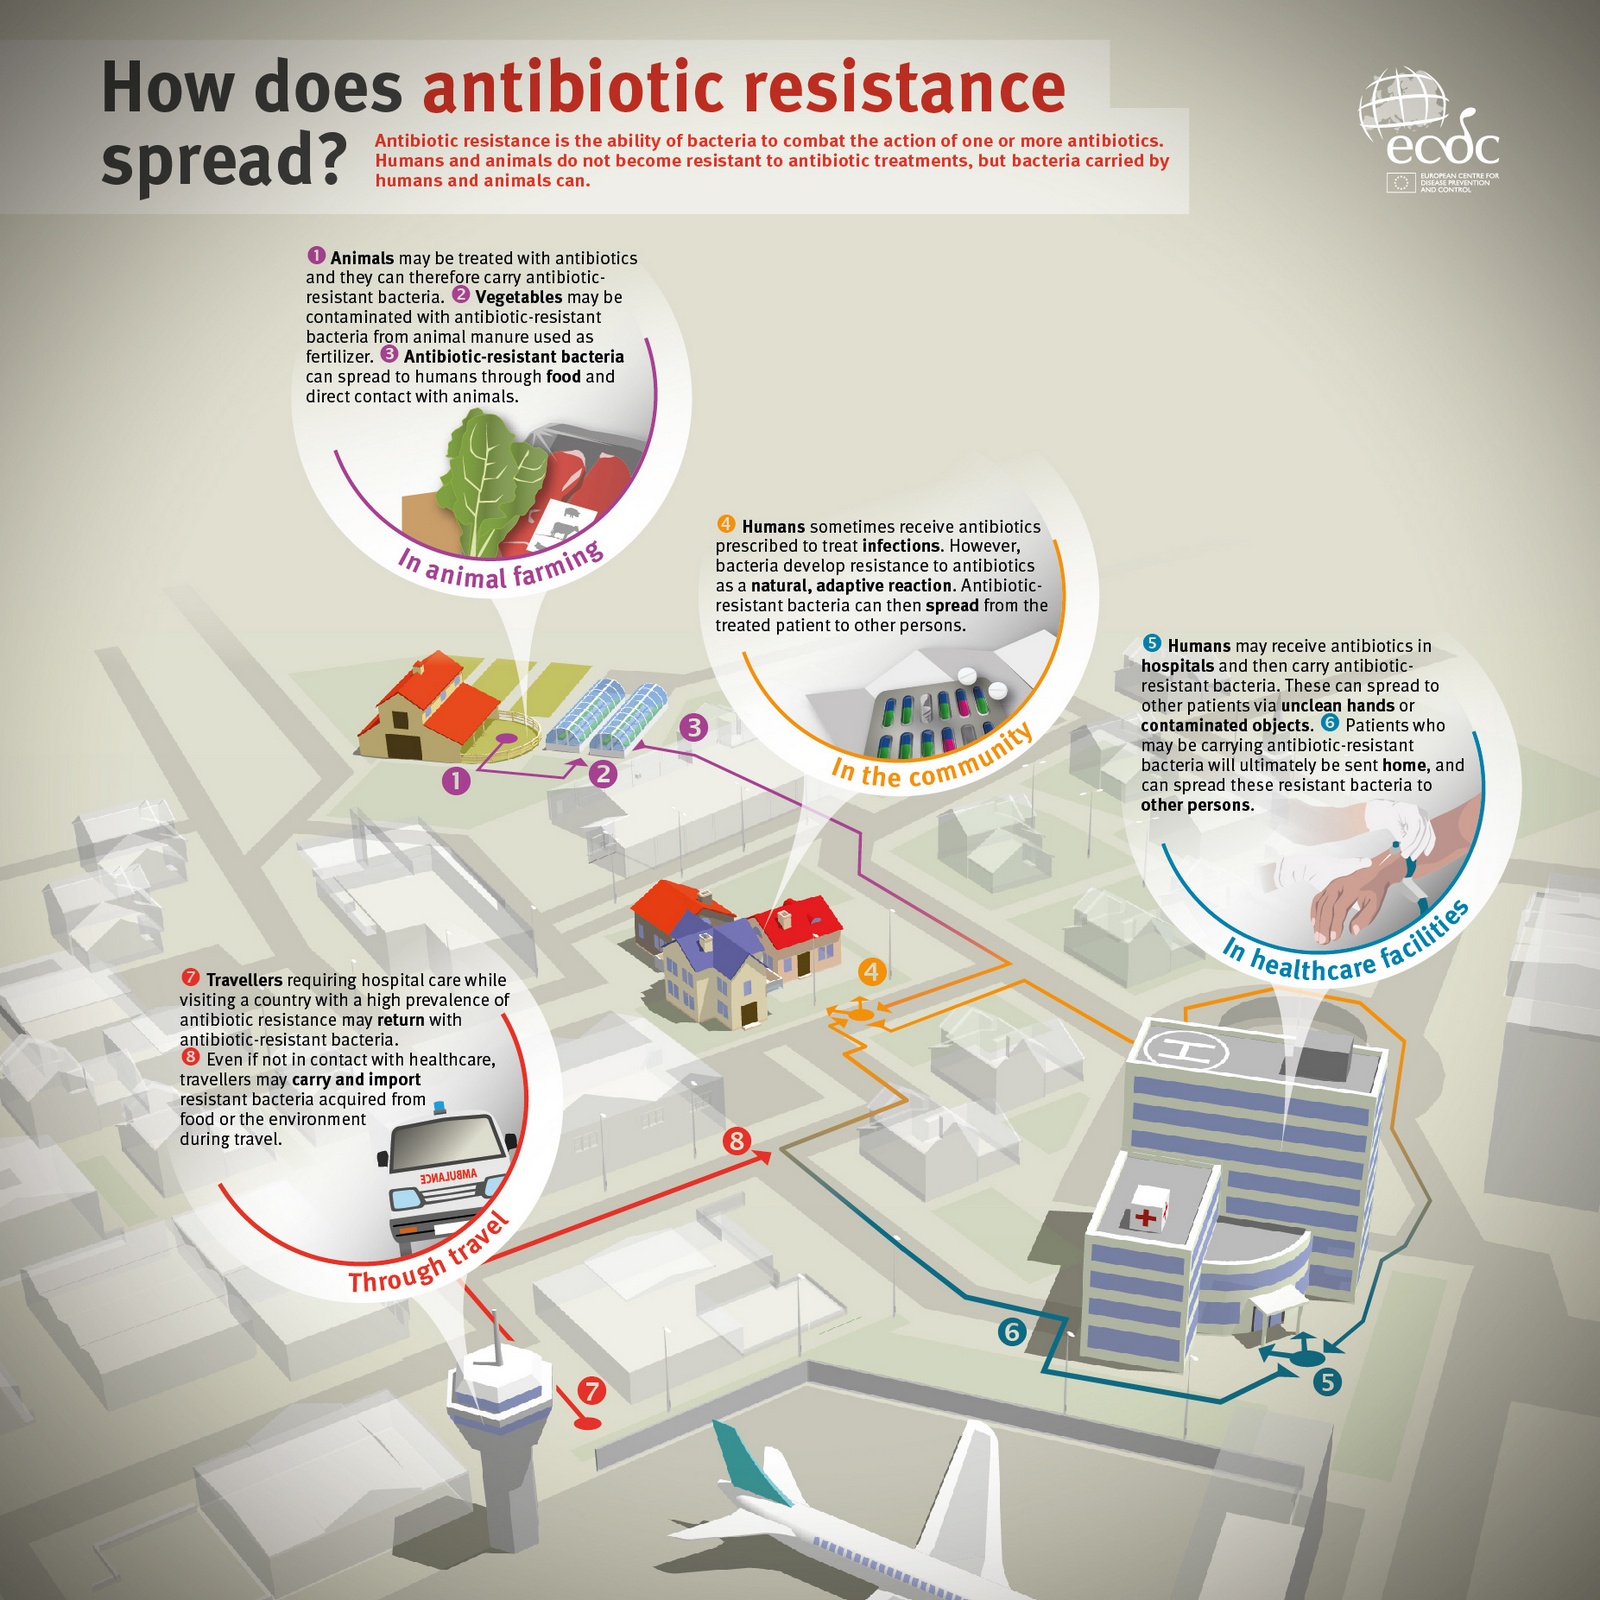 How does antibiotic resistance
spread?
Antibiotic resistance is the ability of bacteria to combat the action of one or more antibiotics.
Humans and animals do not become resistant to antibiotic treatments, but bacteria carried by
humans and animals can.
ecdc
EUROPEAN CENTRE FOR
DISEASE PREVENTION
AND CONTROL
1 Animals may be treated with antibiotics
and they can therefore carry antibiotic-
resistant bacteria. 2 Vegetables may be
contaminated with antibiotic-resistant
bacteria from animal manure used as
fertilizer. 3 Antibiotic-resistant bacteria
can spread to humans through food and
direct contact with animals.
In animal farming
4 Humans sometimes receive antibiotics
prescribed to treat infections. However,
bacteria develop resistance to antibiotics
as a natural, adaptive reaction. Antibiotic-
resistant bacteria can then spread from the
treated patient to other persons.
In the community
5 Humans may receive antibiotics in
hospitals and then carry antibiotic-
resistant bacteria. These can spread to
other patients via unclean hands or
contaminated objects. 6 Patients who
may be carrying antibiotic-resistant
bacteria will ultimately be sent home, and
can spread these resistant bacteria to
other persons.
In healthcare facilities
3
1
2
4
7 Travellers requiring hospital care while
visiting a country with a high prevalence of
antibiotic resistance may return with
antibiotic-resistant bacteria.
8 Even if not in contact with healthcare,
travellers may carry and import
resistant bacteria acquired from
food or the environment
during travel.
AMBULANCE
Through travel
H
8
6
5
7